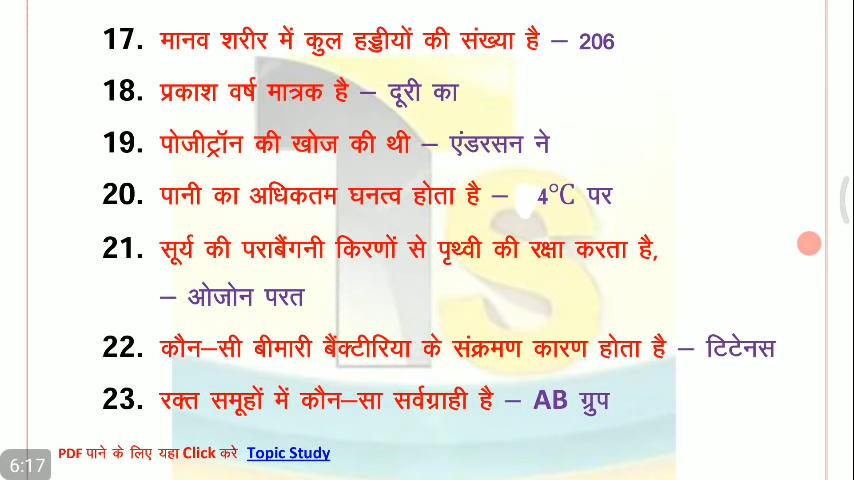 17. मानव शरीर में कुल हड्डीयों की संख्या है – 206
18. प्रकाश वर्ष मात्रक है – दूरी का
19. पोजीट्रॉन की खोज की थी – एंडरसन ने
20. पानी का अधिकतम घनत्व होता है – 4°C पर
21. सूर्य की पराबैंगनी किरणों से पृथ्वी की रक्षा करता है,
– ओजोन परत
22. कौन–सी बीमारी बैंक्टीरिया के संक्रमण कारण होता है – टिटेनस
23. रक्त समूहों में कौन–सा सर्वग्राही है – AB ग्रुप
PDF पाने के लिए यहा Click करे Topic Study
6:17